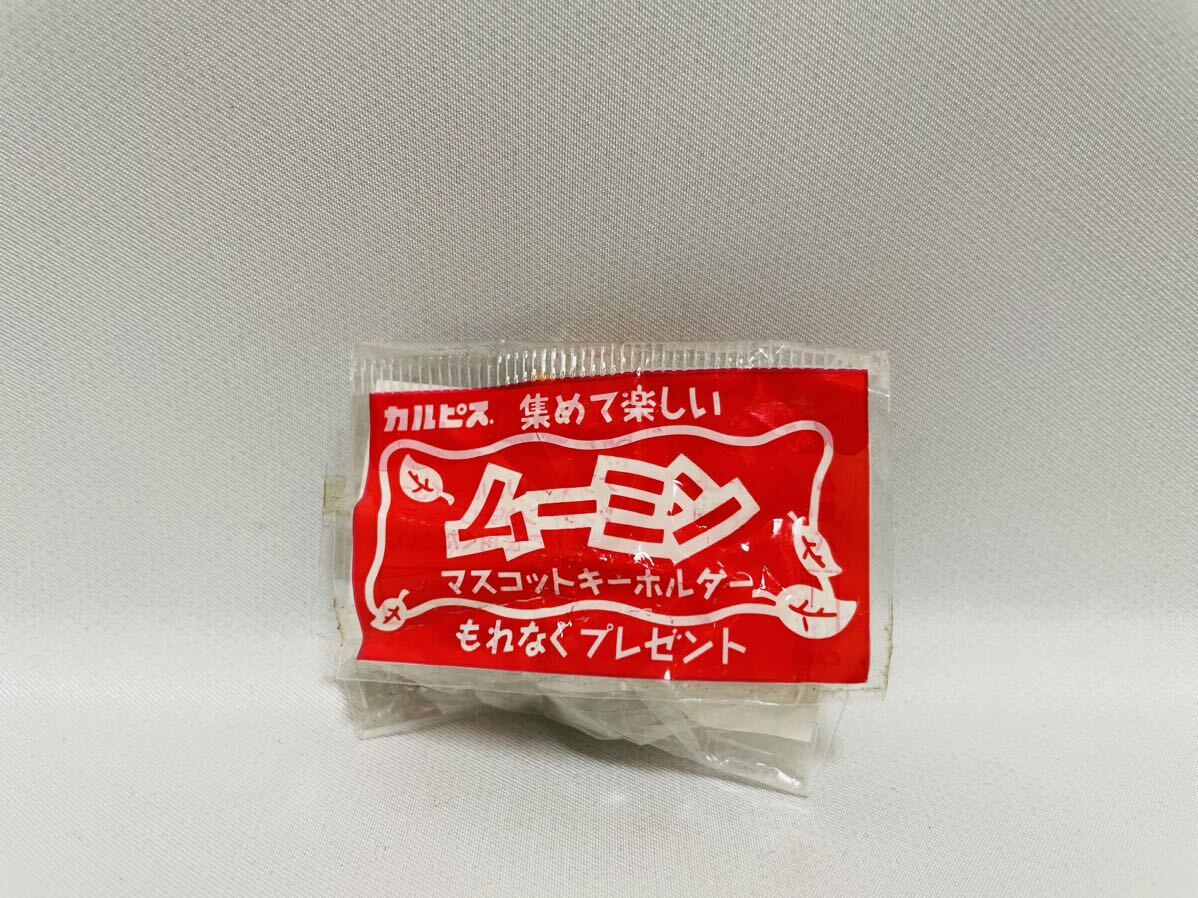 カルピス. 集めて楽しい
ムーミン
マスコットキーホルダー
もれなくプレゼント